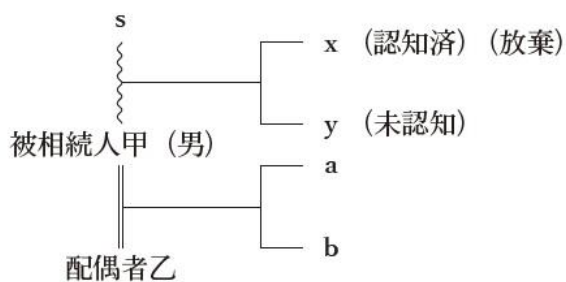 s
x （認知済）（放棄）
y （未認知）
被相続人甲（男）
a
b
配偶者乙